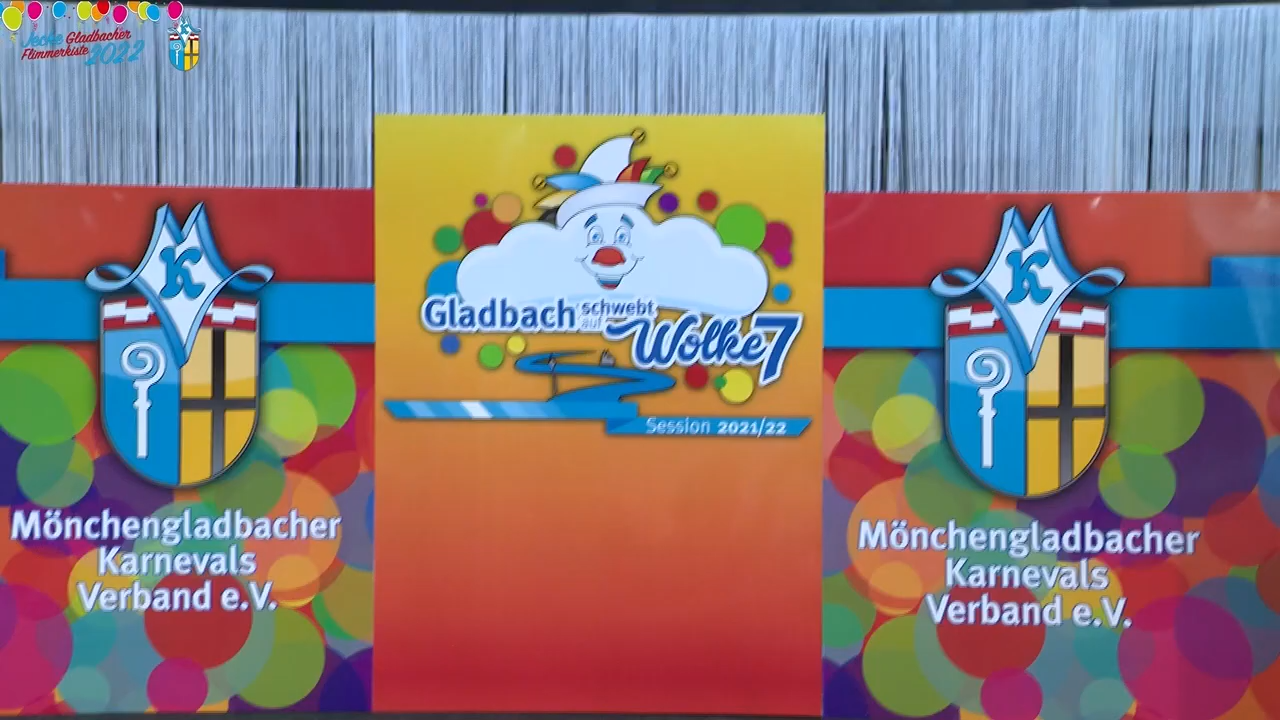 Jecke Gladbacher
Flimmerkiste 2022
K
Mönchengladbacher
Karnevals
Verband e.V.
Gladbach schwebt
auf Wolke 7
Session 2021/22
K
Mönchengladbacher
Karnevals
Verband e.V.